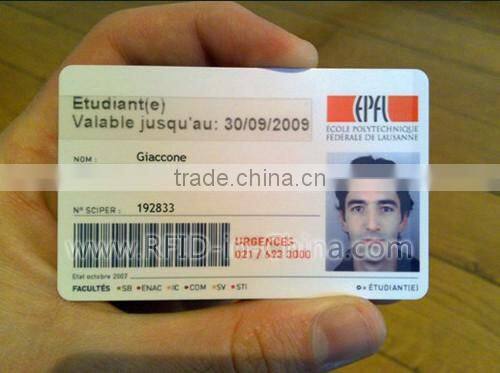 Etudiant(e)
Valable jusqu'au: 30/09/2009
EPFL
ECOLE POLYTECHNIQUE
FÉDÉRALE DE LAUSANNE
NOM : Giaccone
trade.china.cn
N° SCIPER : 192833
URGENCES
021 / 693 3000
www.RFID-in-China.com
Etat octobre 2007
FACULTÉS •SB •ENAC •IC •COM •SV •STI
O= ÉTUDIANT(E)